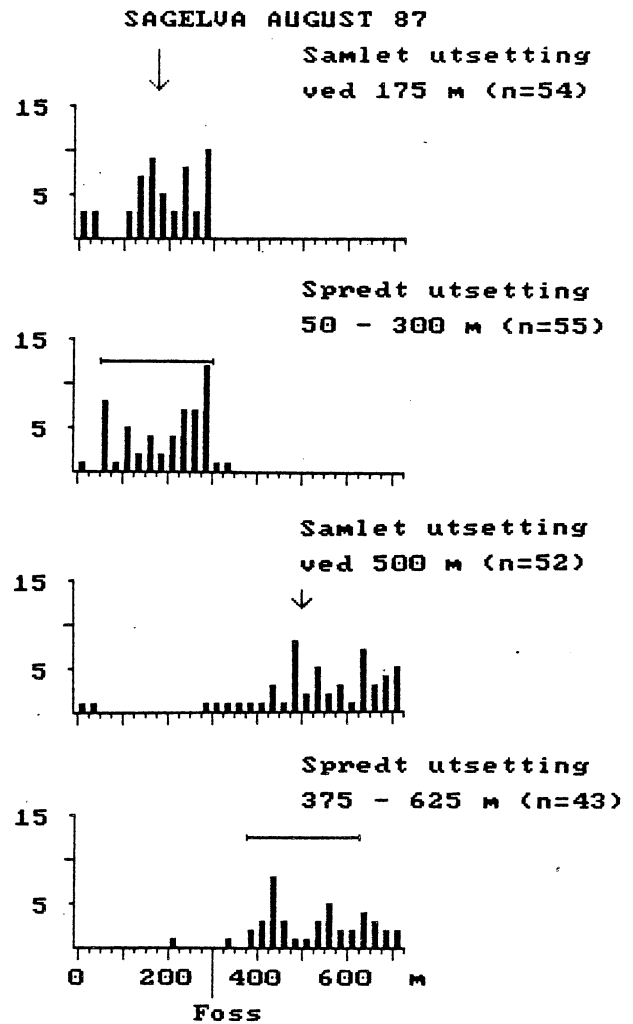 SAGELVA AUGUST 87
Samlet utsetting
ved 175 m (n=54)
15
5
Spredt utsetting
50 - 300 m (n=55)
15
5
Samlet utsetting
ved 500 m (n=52)
15
5
Spredt utsetting
375 - 625 m (n=43)
15
5
0 200 400 600 m
Foss